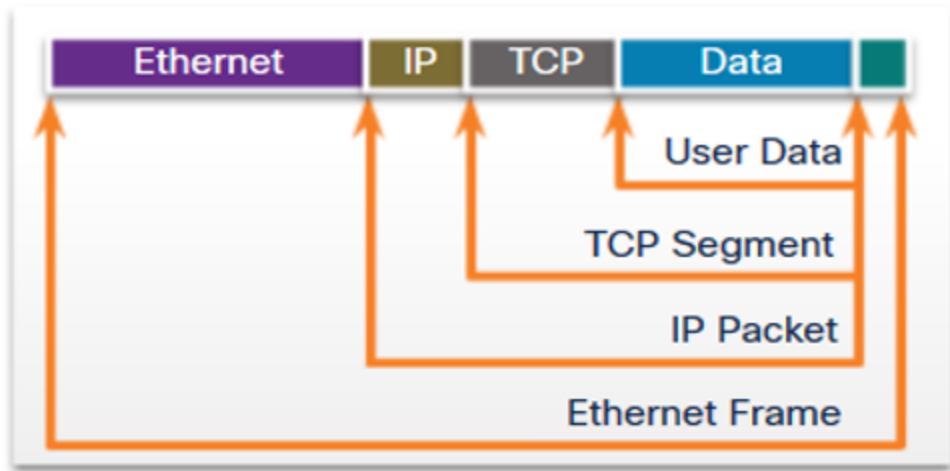 Ethernet IP TCP Data
User Data
TCP Segment
IP Packet
Ethernet Frame